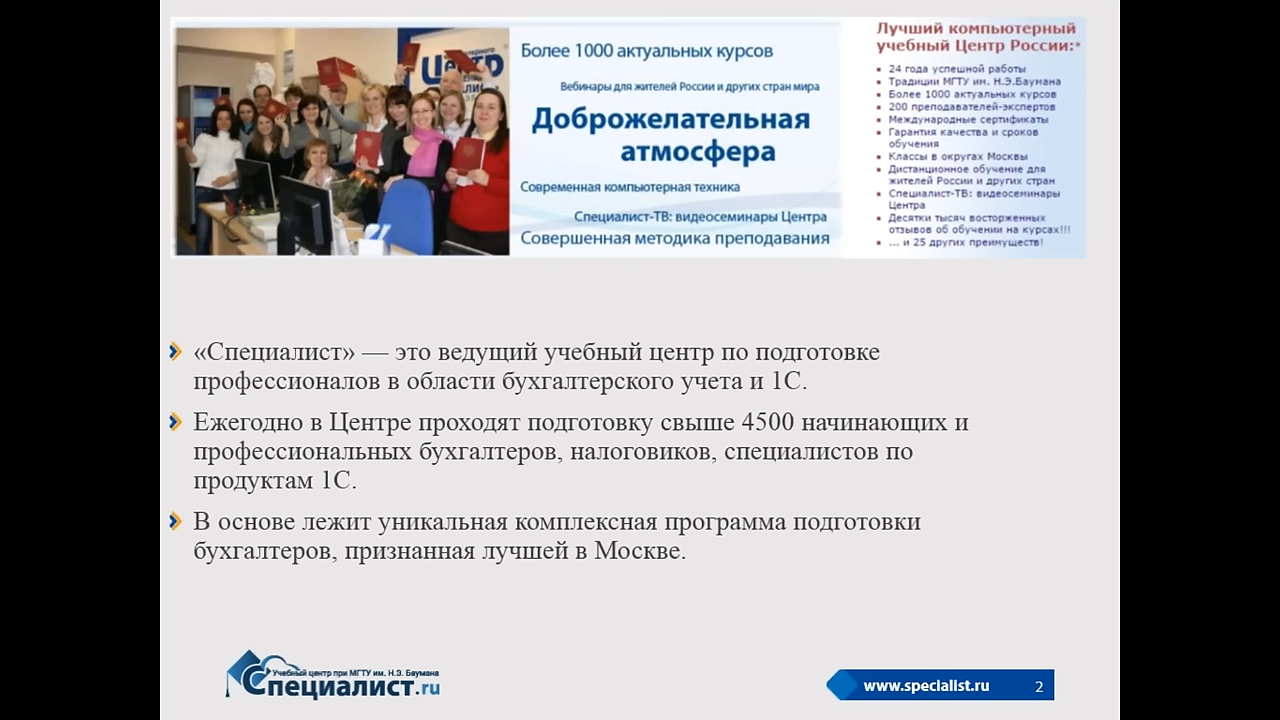 Центр
Более 1000 актуальных курсов
Вебинары для жителей России и других стран мира
Доброжелательная
атмосфера
Современная компьютерная техника
Специалист-ТВ: видеосеминары Центра
Совершенная методика преподавания
Лучший компьютерный
учебный Центр России:*
24 года успешной работы
Традиции МГТУ им. Н.Э.Баумана
Более 1000 актуальных курсов
200 преподавателей-экспертов
Международные сертификаты
Гарантия качества и сроков
обучения
Классы в округах Москвы
Дистанционное обучение для
жителей России и других стран
Специалист-ТВ: видеосеминары
Центра
Десятки тысяч восторженных
отзывов об обучении на курсах!!!
... и 25 других преимуществ!
«Специалист» — это ведущий учебный центр по подготовке
профессионалов в области бухгалтерского учета и 1С.
Ежегодно в Центре проходят подготовку свыше 4500 начинающих и
профессиональных бухгалтеров, налоговиков, специалистов по
продуктам 1С.
В основе лежит уникальная комплексная программа подготовки
бухгалтеров, признанная лучшей в Москве.
Учебный центр при МГТУ им. Н.Э. Баумана
Специалист.ru
www.specialist.ru 2